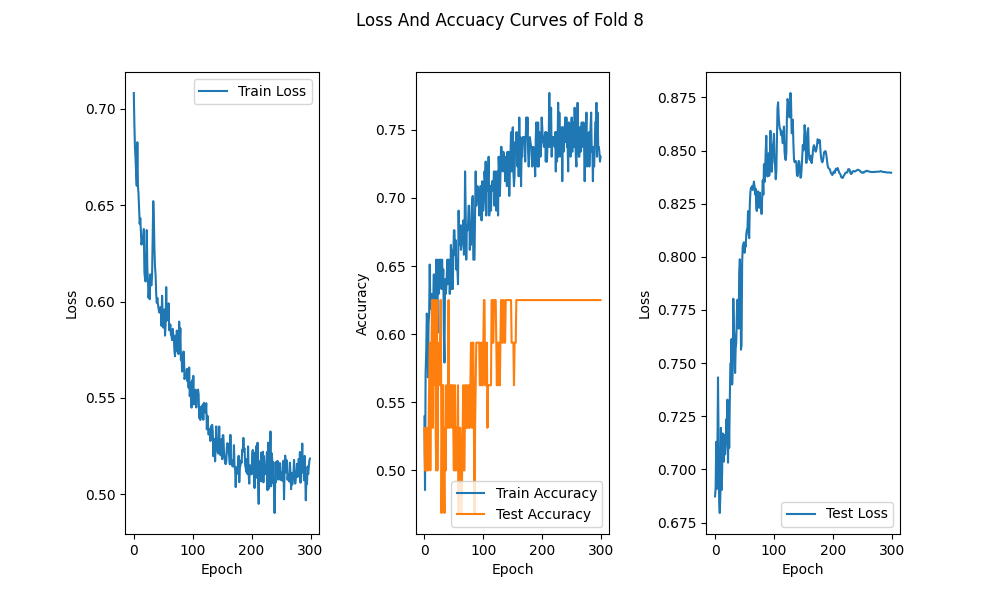 Loss And Accuacy Curves of Fold 8
0.70
0.65
0.60
0.55
0.50
Loss
0 100 200 300
Epoch
Train Loss
0.75
0.70
0.65
0.60
0.55
0.50
Accuracy
0 100 200 300
Epoch
Train Accuracy
Test Accuracy
0.875
0.850
0.825
0.800
0.775
0.750
0.725
0.700
0.675
Loss
0 100 200 300
Epoch
Test Loss